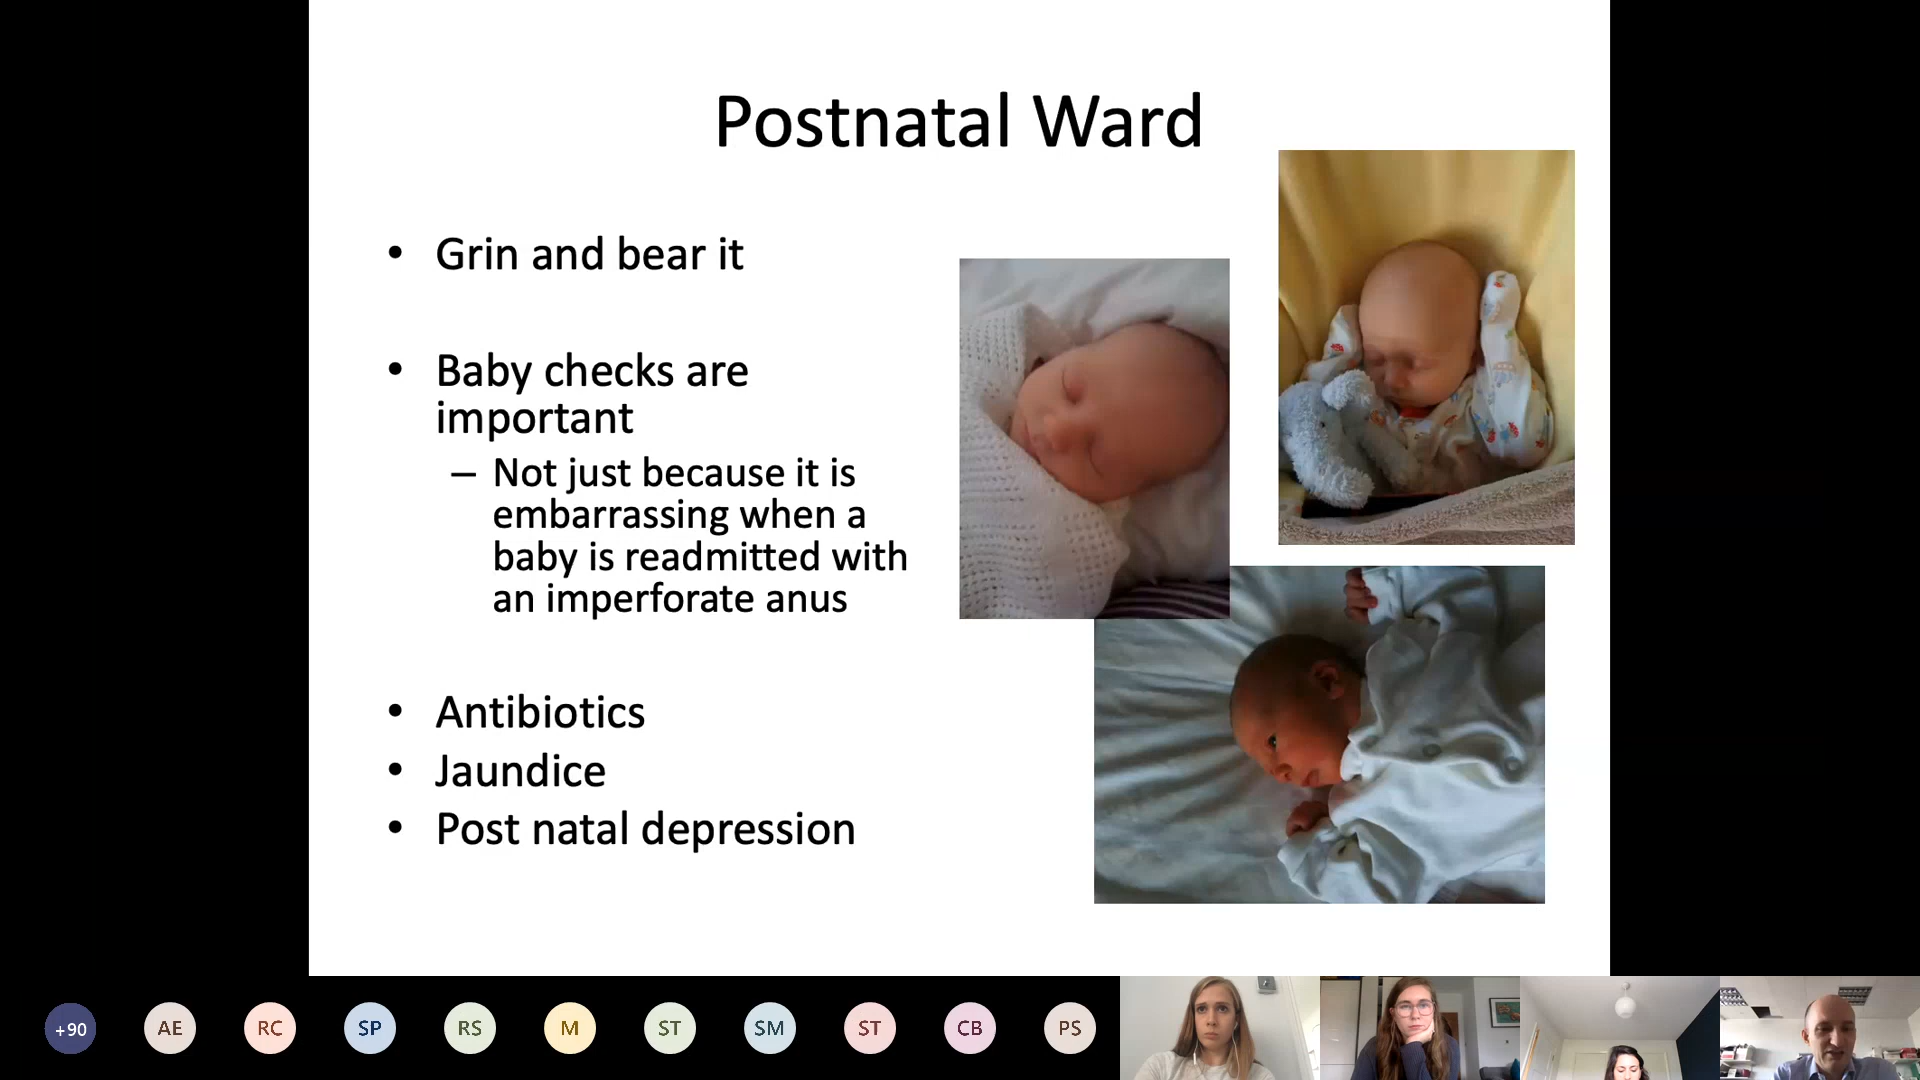 Postnatal Ward
• Grin and bear it
• Baby checks are
important
– Not just because it is
embarrassing when a
baby is readmitted with
an imperforate anus
• Antibiotics
• Jaundice
• Post natal depression
+90 AE RC SP RS M ST SM ST CB PS